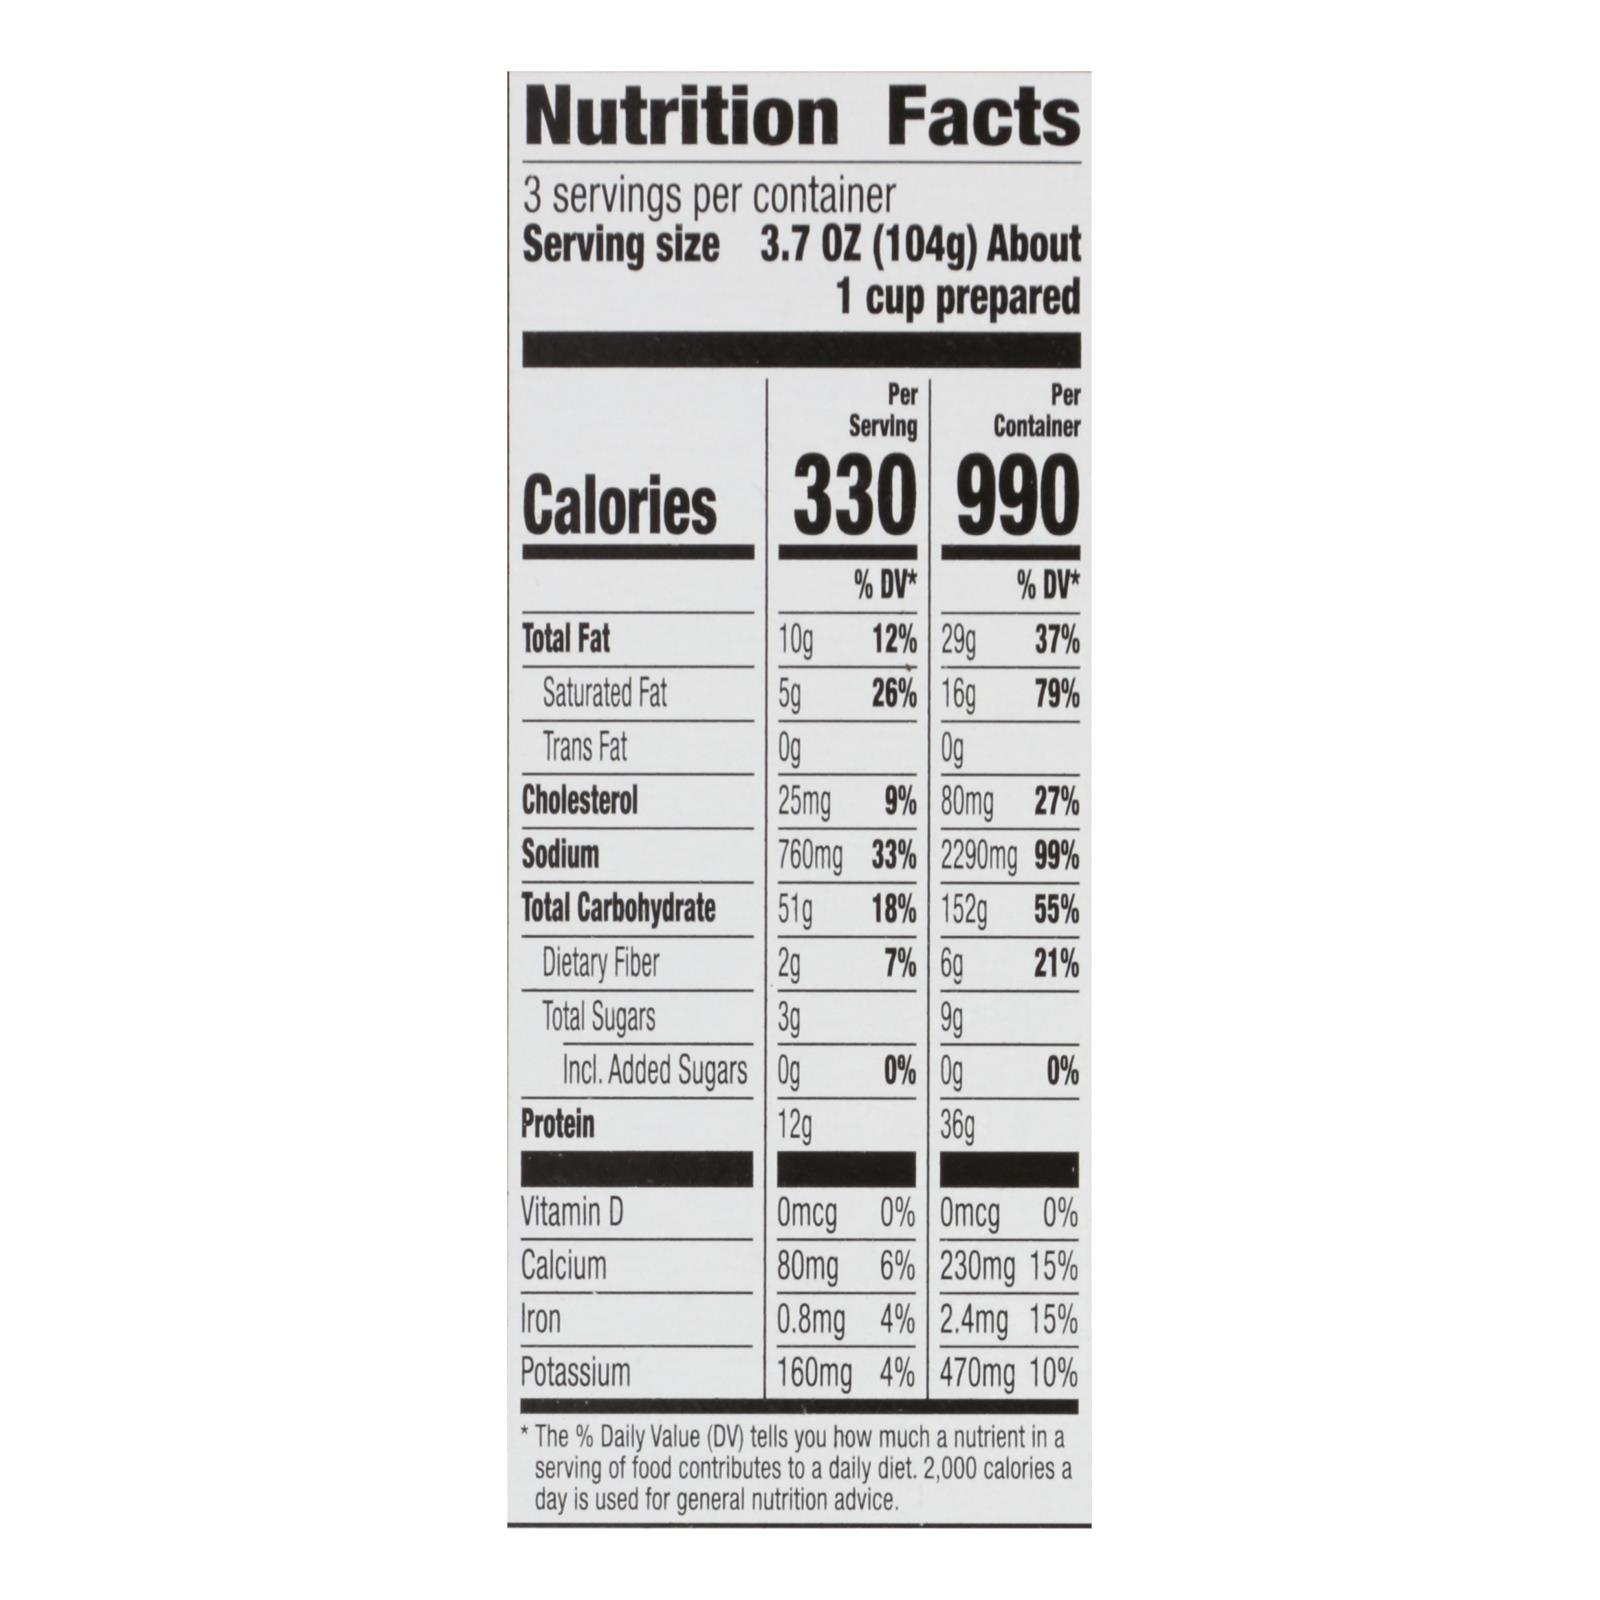 Nutrition Facts
3 servings per container
Serving size 3.7 OZ (104g) About
1 cup prepared
Per Per
Serving Container
Calories 330 990
% DV* % DV*
Total Fat 10g 12% 29g 37%
Saturated Fat 5g 26% 16g 79%
Trans Fat 0g 0g
Cholesterol 25mg 9% 80mg 27%
Sodium 760mg 33% 2290mg 99%
Total Carbohydrate 51g 18% 152g 55%
Dietary Fiber 2g 7% 6g 21%
Total Sugars 3g 9g
Incl. Added Sugars 0g 0% 0g 0%
Protein 12g 36g
Vitamin D 0mcg 0% 0mcg 0%
Calcium 80mg 6% 230mg 15%
Iron 0.8mg 4% 2.4mg 15%
Potassium 160mg 4% 470mg 10%
* The % Daily Value (DV) tells you how much a nutrient in a
serving of food contributes to a daily diet. 2,000 calories a
day is used for general nutrition advice.